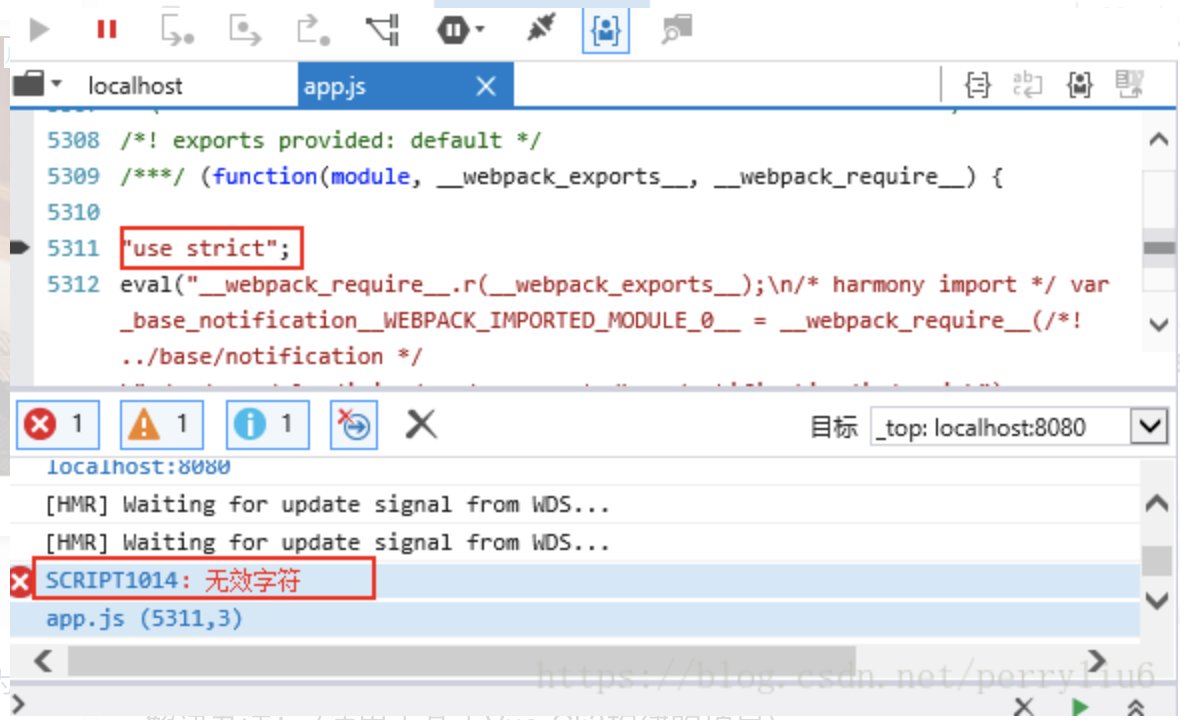 localhost
app.js
5308 /*! exports provided: default */
5309 /***/ (function(module, __webpack_exports__, __webpack_require__) {
5310
5311 "use strict";
5312 eval("__webpack_require__.r(__webpack_exports__);\n/* harmony import */ var
_base_notification__WEBPACK_IMPORTED_MODULE_0__ = __webpack_require__(/*!
../base/notification */
1 1 1 目标 _top: localhost:8080
localhost:8080
[HMR] Waiting for update signal from WDS...
[HMR] Waiting for update signal from WDS...
SCRIPT1014: 无效字符
app.js (5311,3)
https://blog.csdn.net/perryliu6